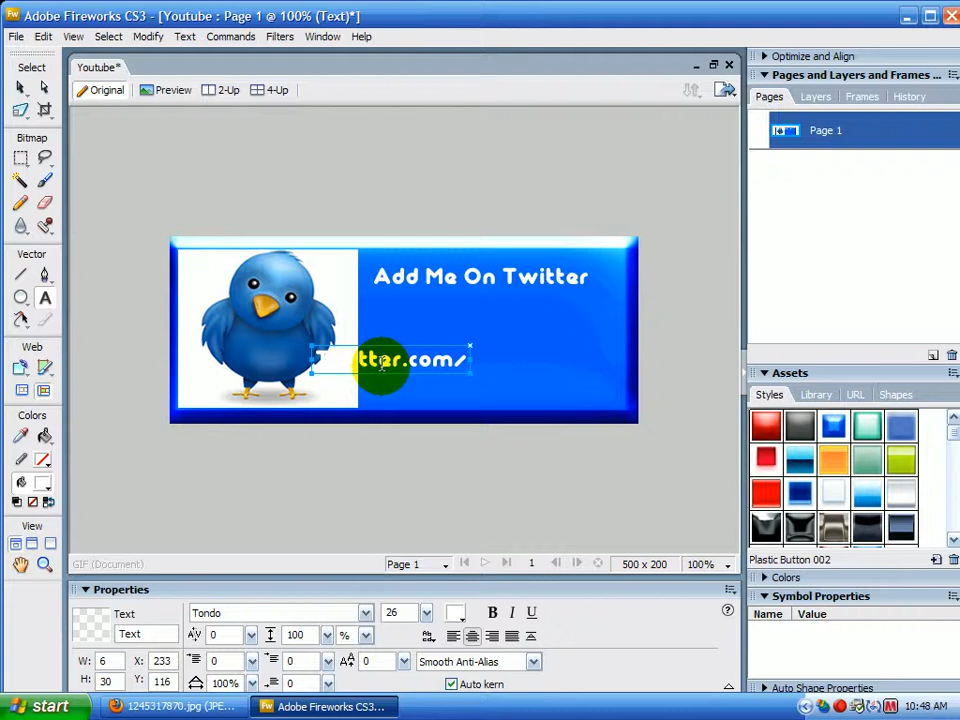 Adobe Fireworks CS3 - [Youtube : Page 1 @ 100% (Text)*]
File Edit View Select Modify Text Commands Filters Window Help
Select
Bitmap
Vector
Web
Colors
View
Youtube*
Original Preview 2-Up 4-Up
Add Me On Twitter
Twitter.com/
GIF (Document)
Page 1
1
500 x 200
100%
Optimize and Align
Pages and Layers and Frames ...
Pages Layers Frames History
Page 1
Assets
Styles Library URL Shapes
Plastic Button 002
Colors
Symbol Properties
Name Value
Auto Shape Properties
Properties
Text Tondo 26 B I U
Text 0 100 %
W: 6 X: 233 0 0 0 Smooth Anti-Alias
H: 30 Y: 116 100% 0 Auto kern
start 1245317870.jpg (JPE... Adobe Fireworks CS3... 10:48 AM